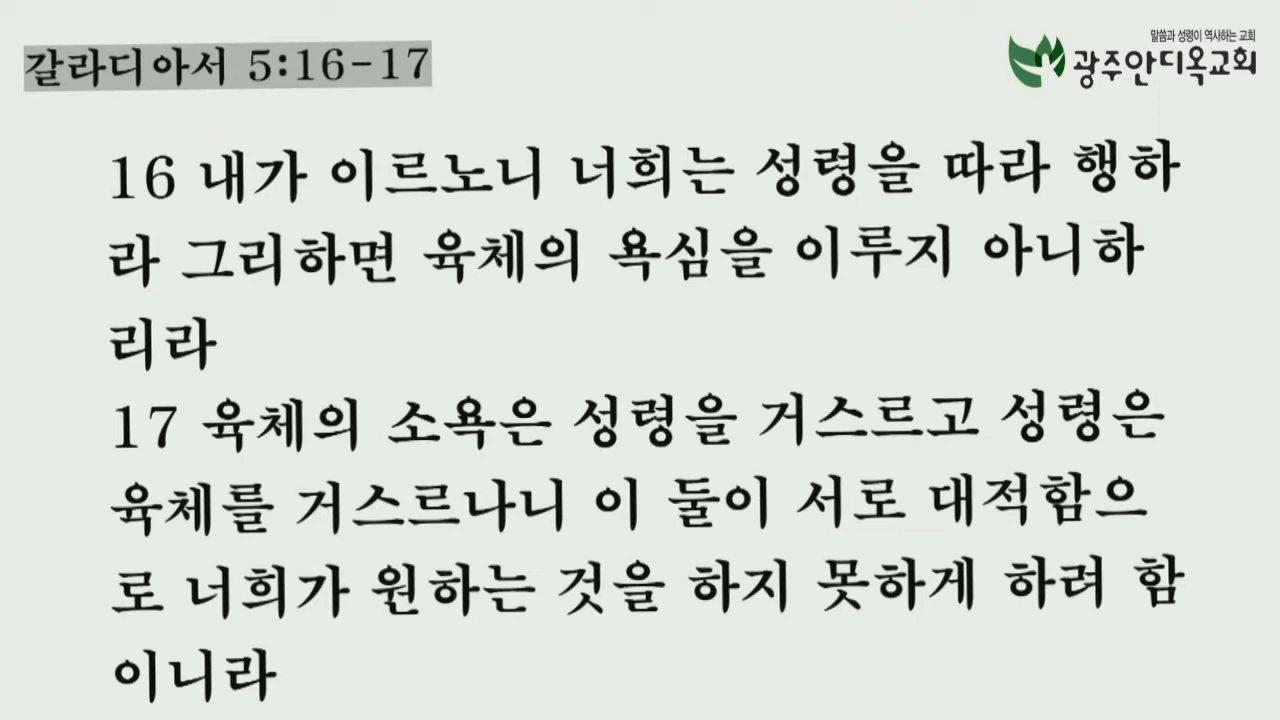 갈라디아서 5:16-17
말씀과 성령이 역사하는 교회
광주안디옥교회
16 내가 이르노니 너희는 성령을 따라 행하
라 그리하면 육체의 욕심을 이루지 아니하
리라
17 육체의 소욕은 성령을 거스르고 성령은
육체를 거스르나니 이 둘이 서로 대적함으
로 너희가 원하는 것을 하지 못하게 하려 함
이니라